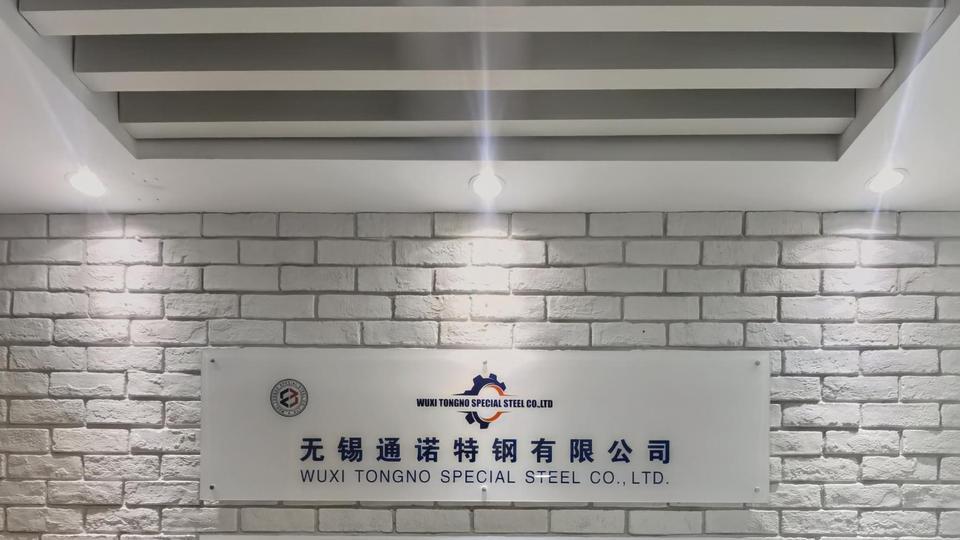 WUXI TONGNO SPECIAL STEEL CO.,LTD
无锡通诺特钢有限公司
WUXI TONGNO SPECIAL STEEL CO.,LTD.